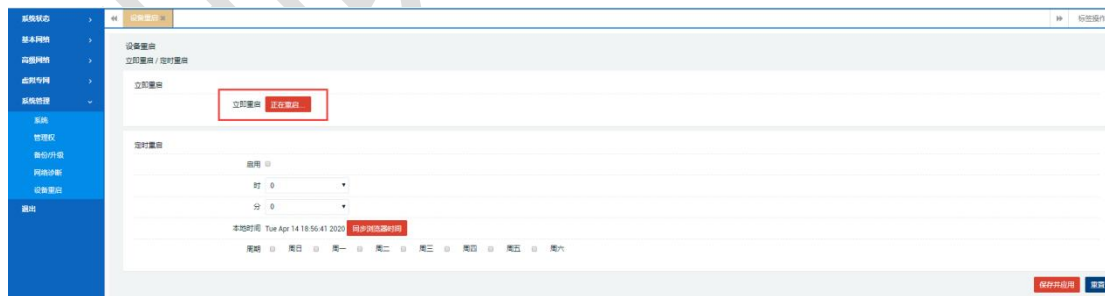 系统状态
基本网络
高级网络
虚拟专网
系统管理
系统
管理权
备份/升级
网络诊断
设备重启
退出
设备重启
标签操作
设备重启
立即重启 / 定时重启
立即重启
立即重启 正在重启...
定时重启
启用
时 0
分 0
本地时间 Tue Apr 14 18:56:41 2020 同步浏览器时间
周期 周日 周一 周二 周三 周四 周五 周六
保存并应用 重置